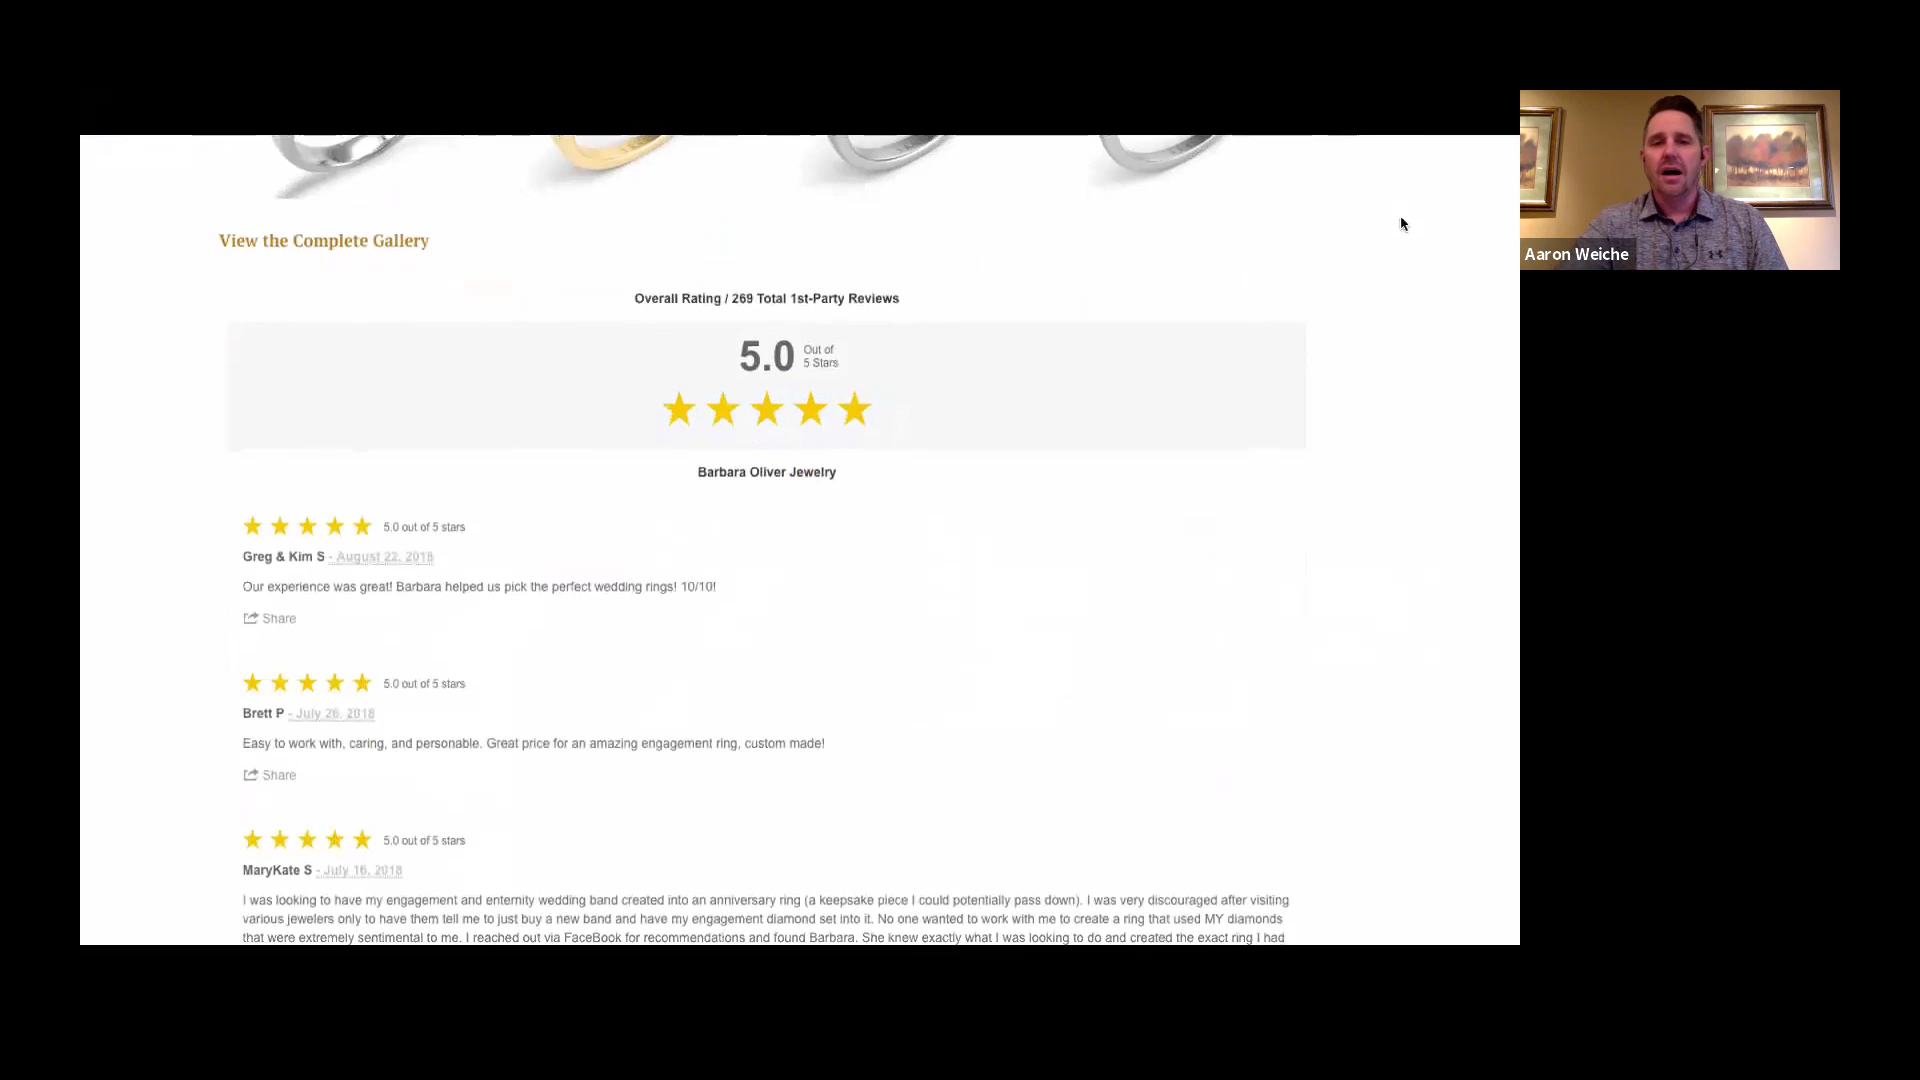 Aaron Weiche
View the Complete Gallery
Overall Rating / 269 Total 1st-Party Reviews
5.0 Out of
5 Stars
Barbara Oliver Jewelry
5.0 out of 5 stars
Greg & Kim S - August 22, 2018
Our experience was great! Barbara helped us pick the perfect wedding rings! 10/10!
Share
5.0 out of 5 stars
Brett P - July 26, 2018
Easy to work with, caring, and personable. Great price for an amazing engagement ring, custom made!
Share
5.0 out of 5 stars
MaryKate S - July 16, 2018
I was looking to have my engagement and enternity wedding band created into an anniversary ring (a keepsake piece I could potentially pass down). I was very discouraged after visiting
various jewelers only to have them tell me to just buy a new band and have my engagement diamond set into it. No one wanted to work with me to create a ring that used MY diamonds
that were extremely sentimental to me. I reached out via FaceBook for recommendations and found Barbara. She knew exactly what I was looking to do and created the exact ring I had